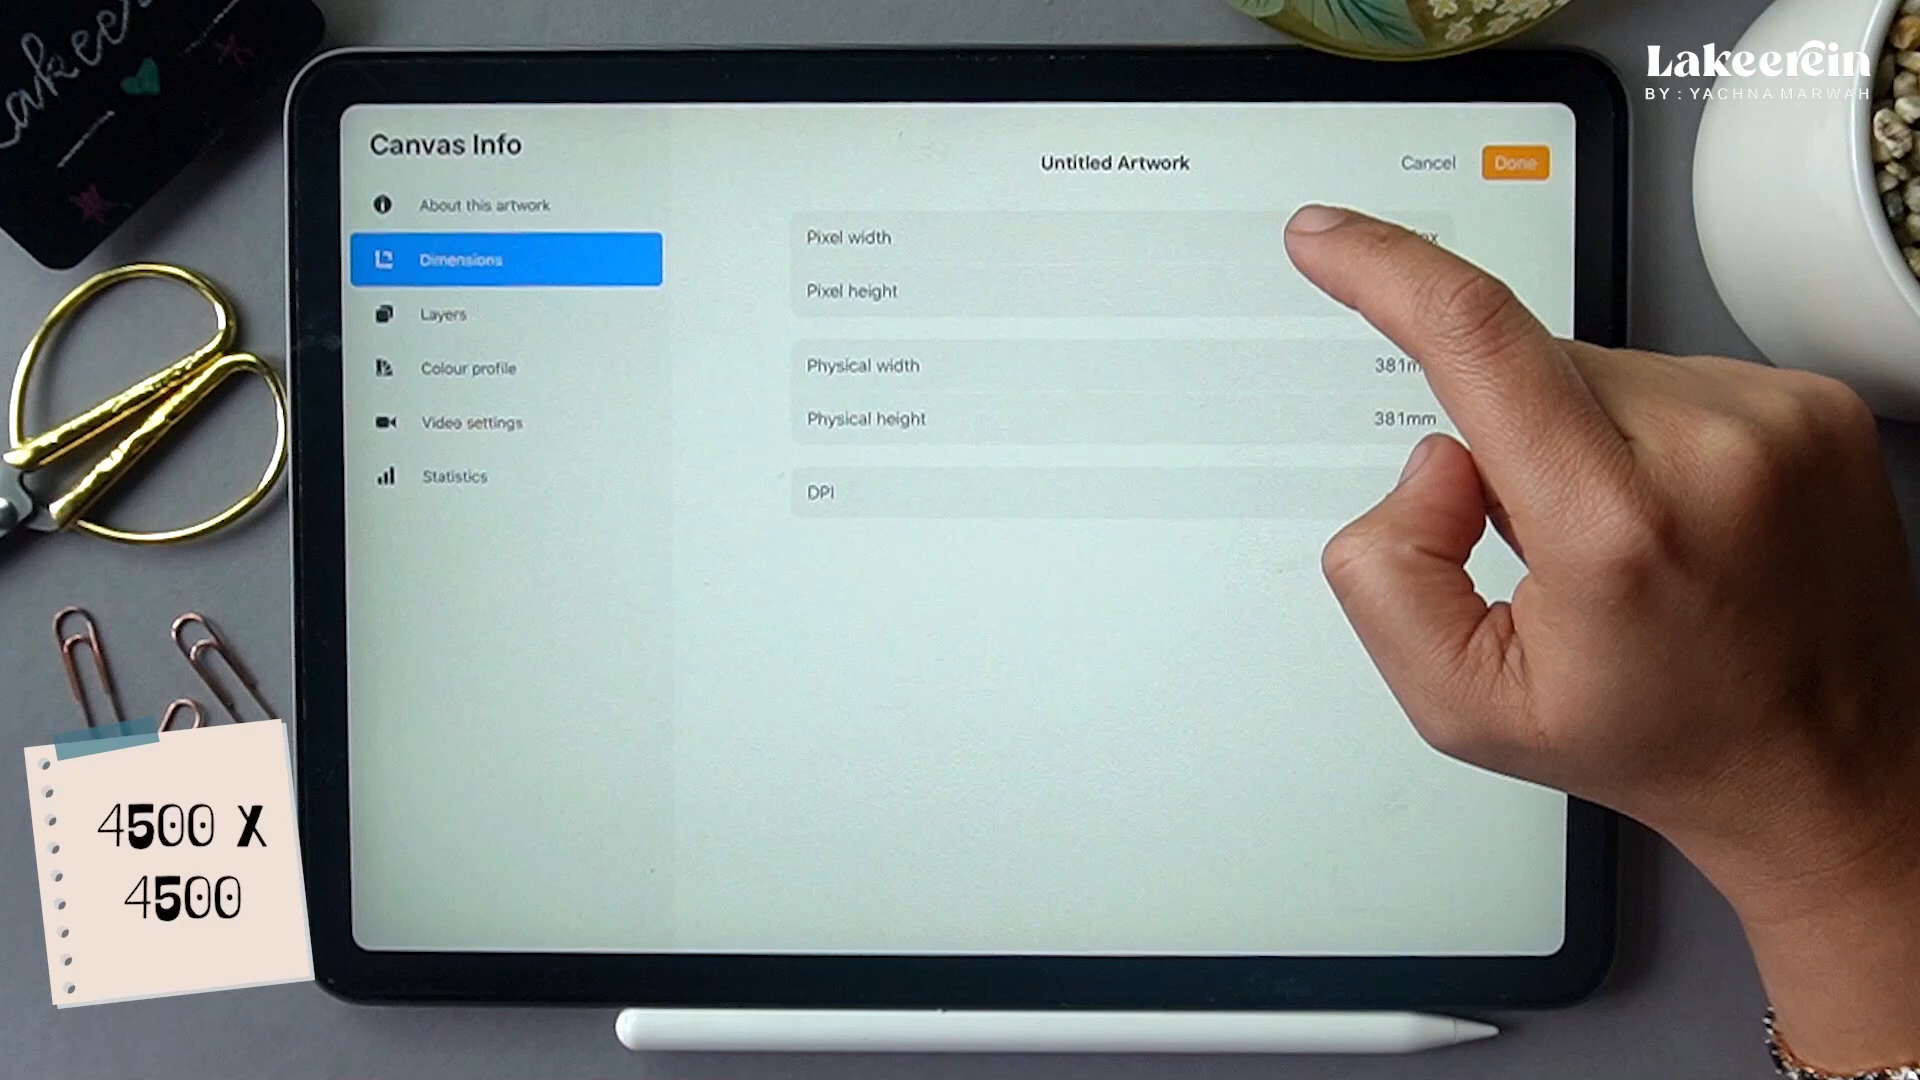 Lakeerein
BY : YACHNA MARWAH
Canvas Info
Untitled Artwork
Cancel
Done
About this artwork
Dimensions
Layers
Colour profile
Video settings
Statistics
Pixel width
Pixel height
Physical width
Physical height
381mm
DPI
4500 X
4500